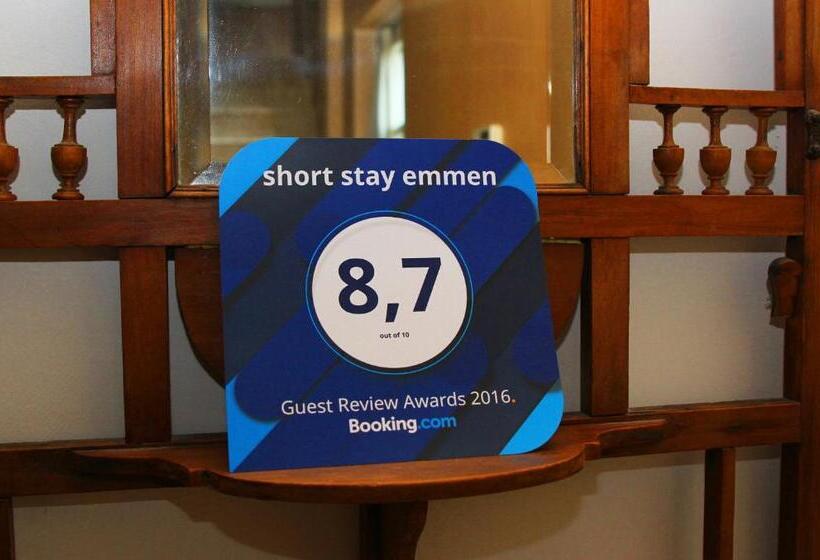 short stay emmen
8,7
out of 10
Guest Review Awards 2016.
Booking.com